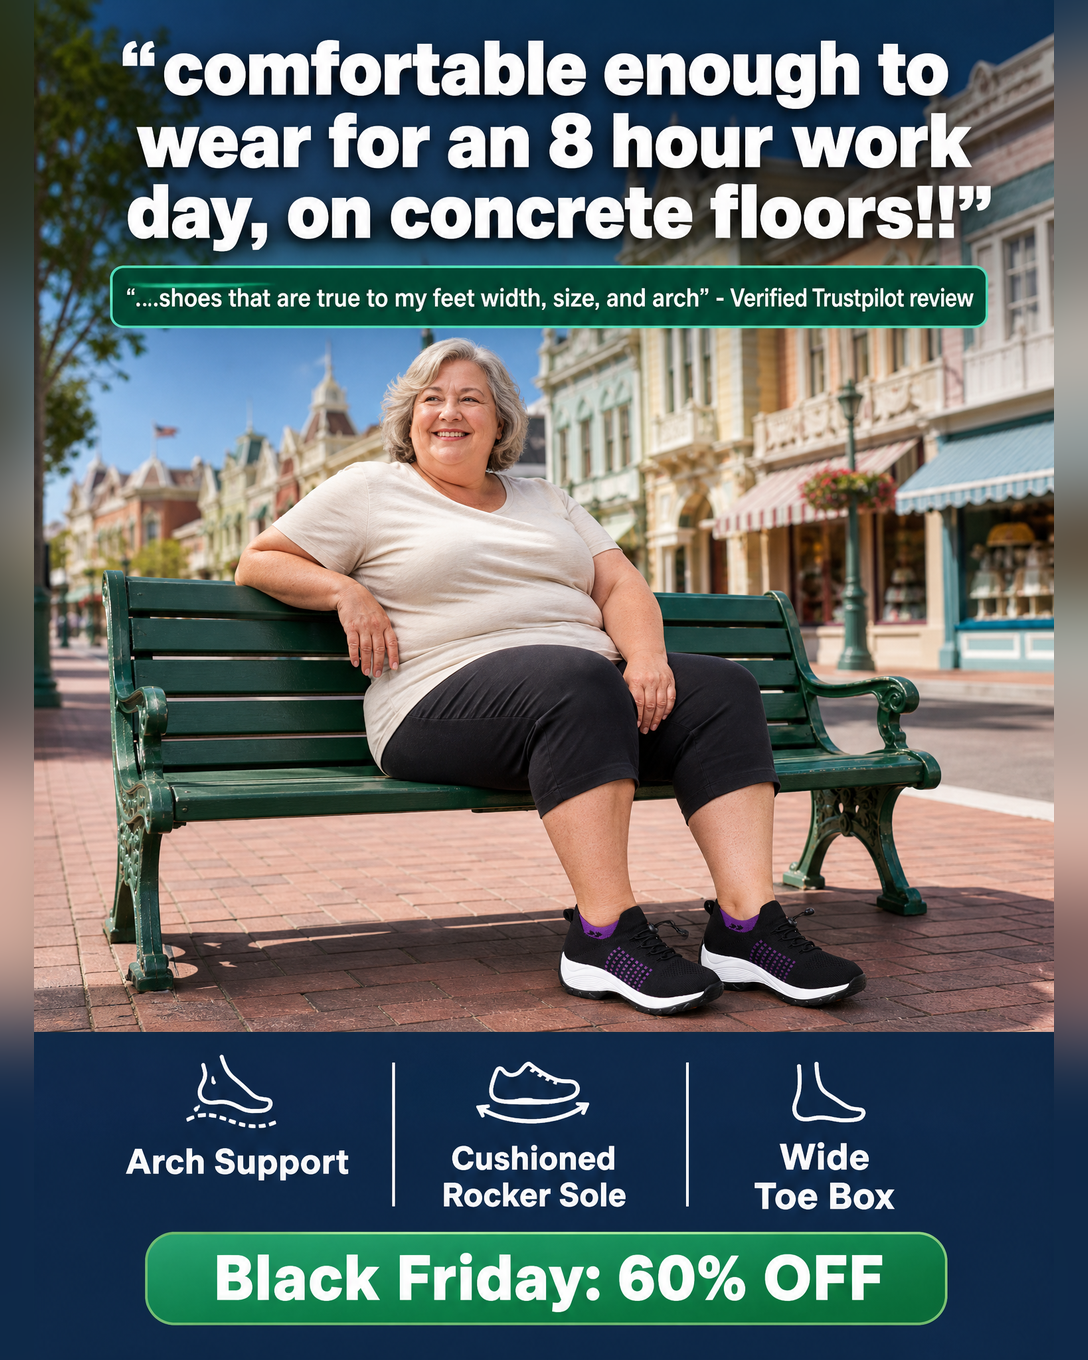 “comfortable enough to
wear for an 8 hour work
day, on concrete floors!!”
“....shoes that are true to my feet width, size, and arch” - Verified Trustpilot review
Arch Support
Cushioned
Rocker Sole
Wide
Toe Box
Black Friday: 60% OFF